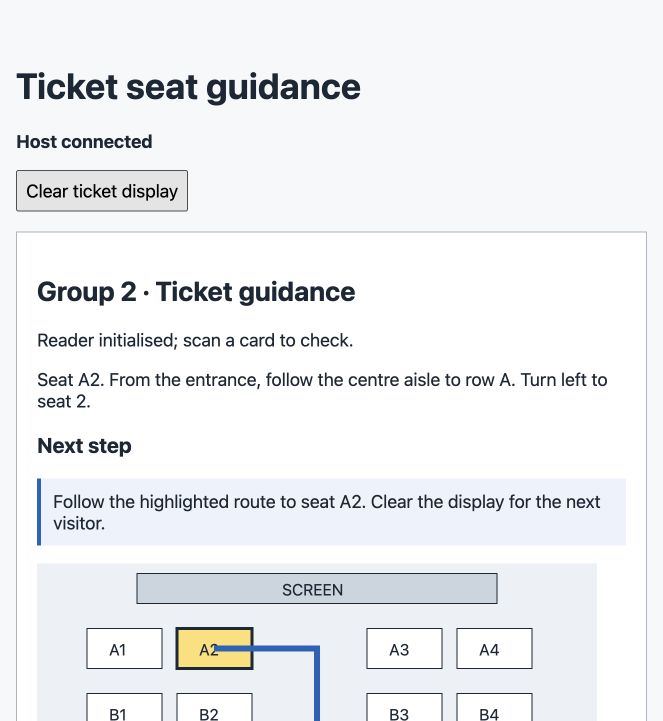 Ticket seat guidance
Host connected
Clear ticket display
Group 2 · Ticket guidance
Reader initialised; scan a card to check.
Seat A2. From the entrance, follow the centre aisle to row A. Turn left to
seat 2.
Next step
Follow the highlighted route to seat A2. Clear the display for the next
visitor.
SCREEN
A1 A2 A3 A4
B1 B2 B3 B4